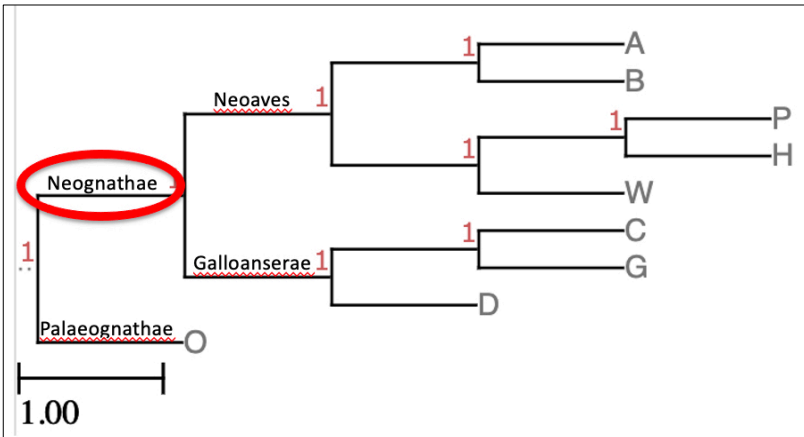 1
A
B
Neoaves
1
1
P
H
1
W
Neognathae
1
C
G
Galloanserae
1
D
1
Palaeognathae
O
1.00